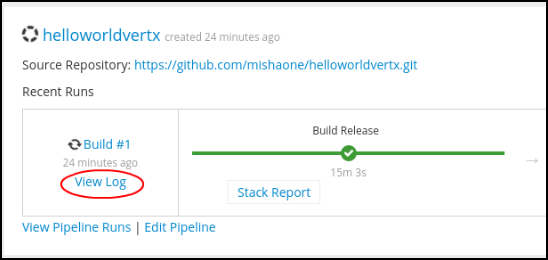 helloworldvertx created 24 minutes ago
Source Repository: https://github.com/mishaone/helloworldvertx.git
Recent Runs
Build #1
24 minutes ago
View Log
Build Release
15m 3s
Stack Report
View Pipeline Runs | Edit Pipeline